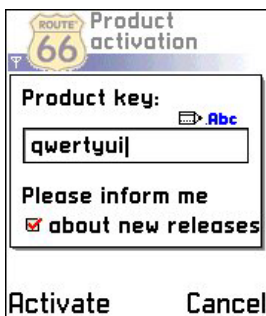 ROUTE
66
Product
activation
Product key:
Abc
qwertyui
Please inform me
about new releases
Activate Cancel